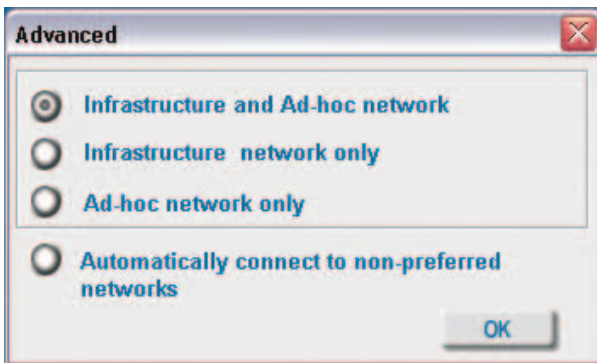 Advanced
Infrastructure and Ad-hoc network
Infrastructure network only
Ad-hoc network only
Automatically connect to non-preferred
networks
OK